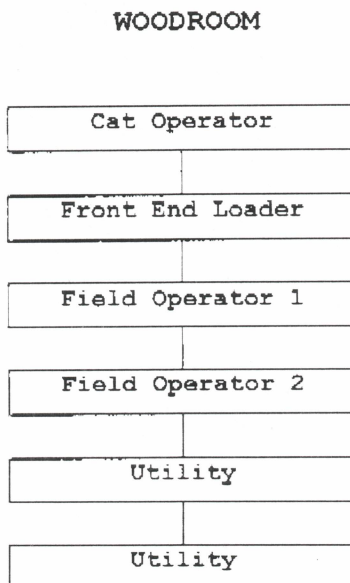 WOODROOM
Cat Operator
Front End Loader
Field Operator 1
Field Operator 2
Utility
Utility